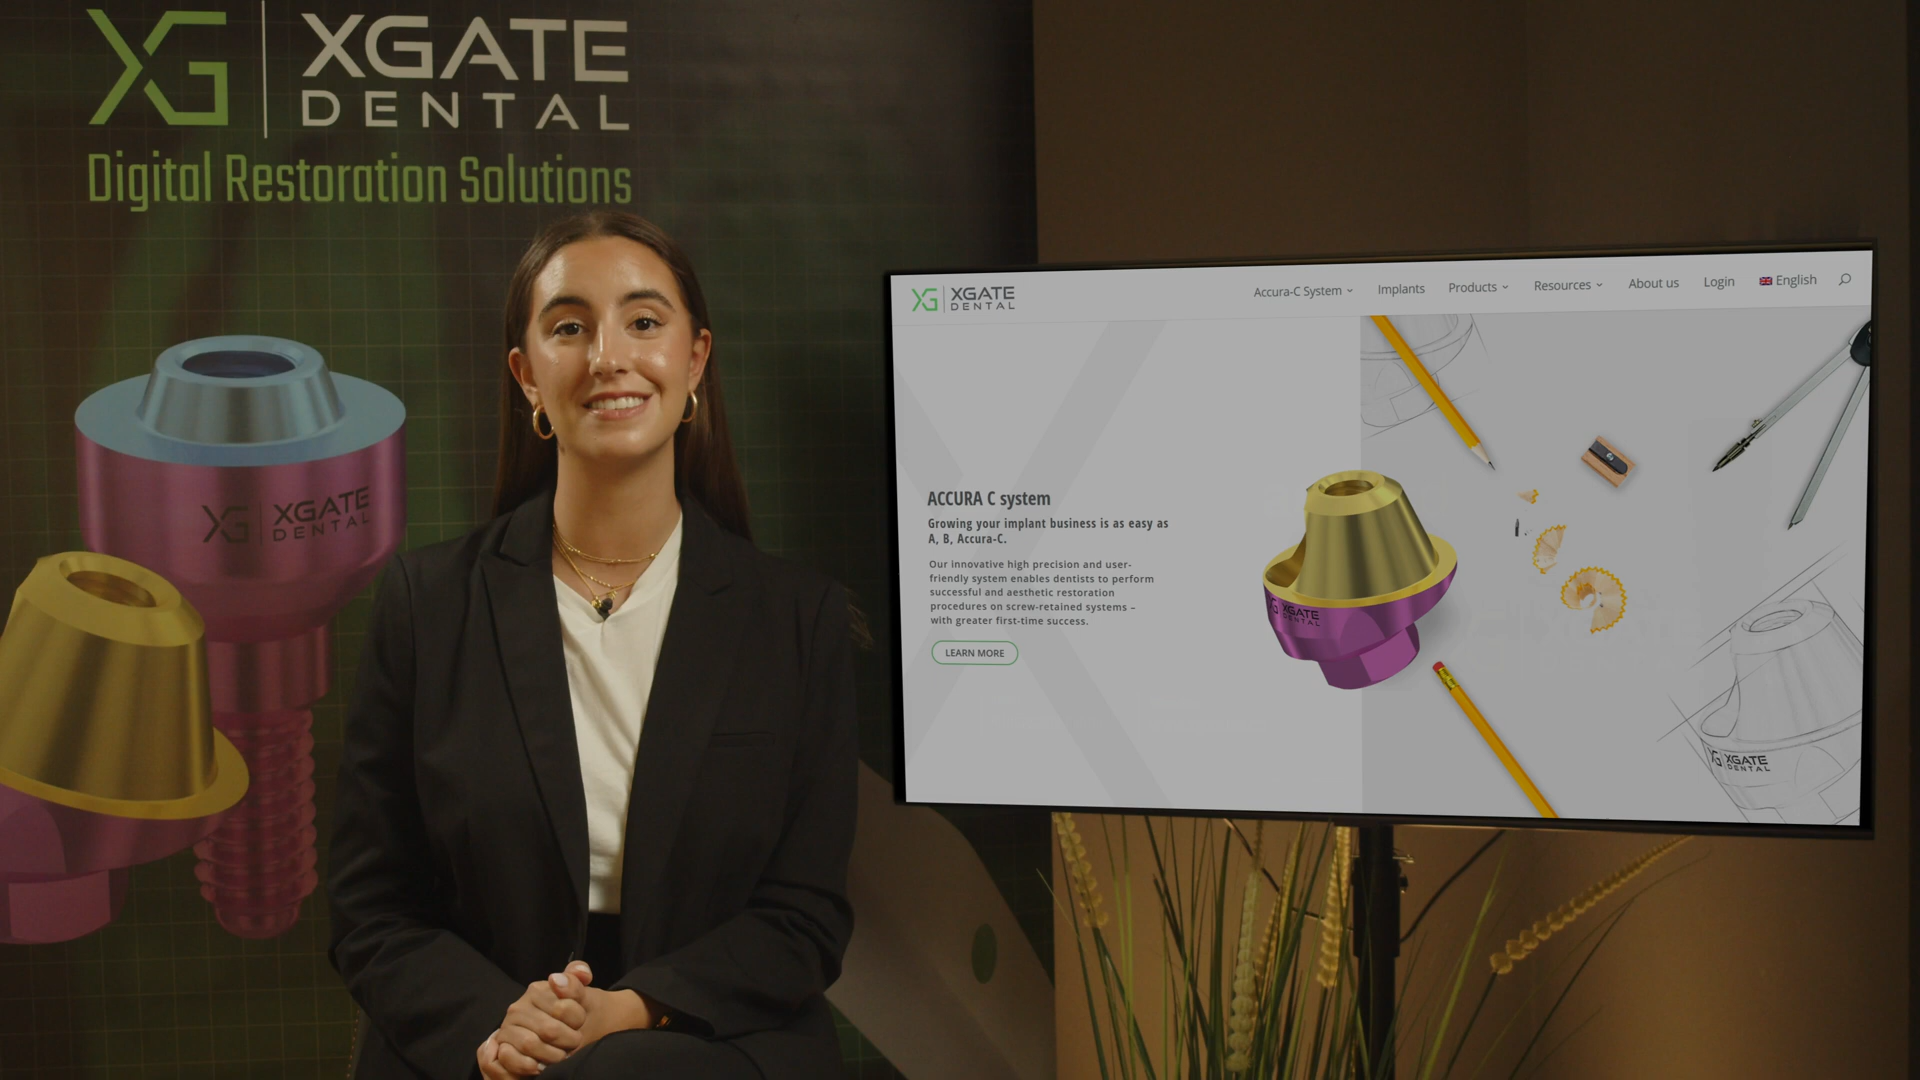 XG XGATE
DENTAL
Digital Restoration Solutions
XG XGATE
DENTAL
XG XGATE
DENTAL
Accura-C System
Implants
Products
Resources
About us
Login
English
ACCURA C system
Growing your implant business is as easy as
A, B, Accura-C.
Our innovative high precision and user-
friendly system enables dentists to perform
successful and aesthetic restoration
procedures on screw-retained systems –
with greater first-time success.
LEARN MORE
XG XGATE
DENTAL
XG XGATE
DENTAL